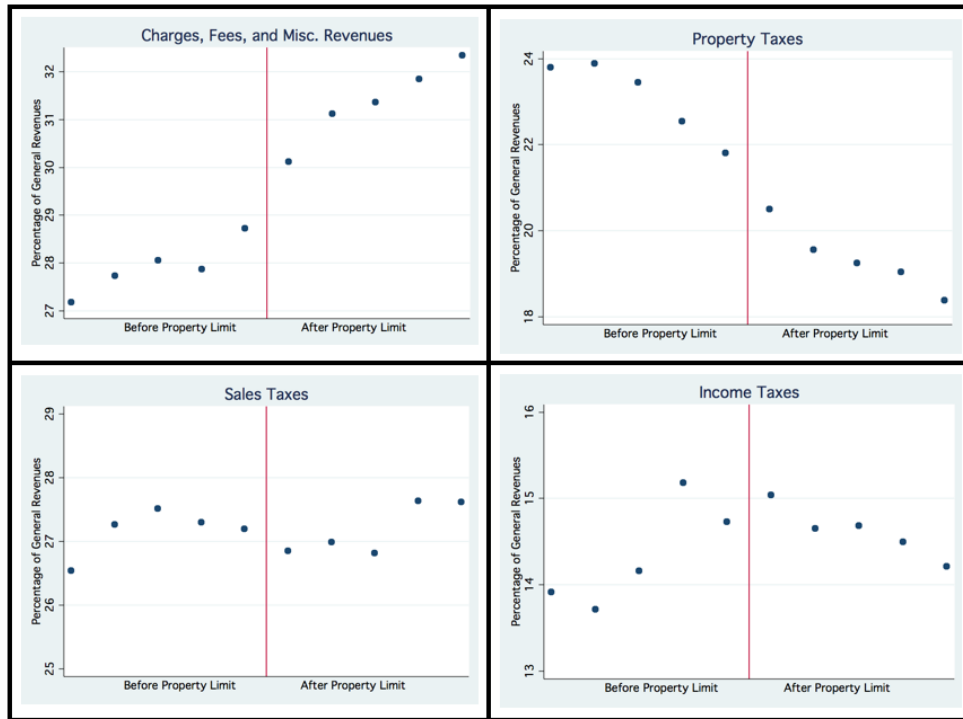 Charges, Fees, and Misc. Revenues
Percentage of General Revenues
32
31
30
29
28
27
Before Property Limit After Property Limit
Property Taxes
Percentage of General Revenues
24
22
20
18
Before Property Limit After Property Limit
Sales Taxes
Percentage of General Revenues
29
28
27
26
25
Before Property Limit After Property Limit
Income Taxes
Percentage of General Revenues
16
15
14
13
Before Property Limit After Property Limit